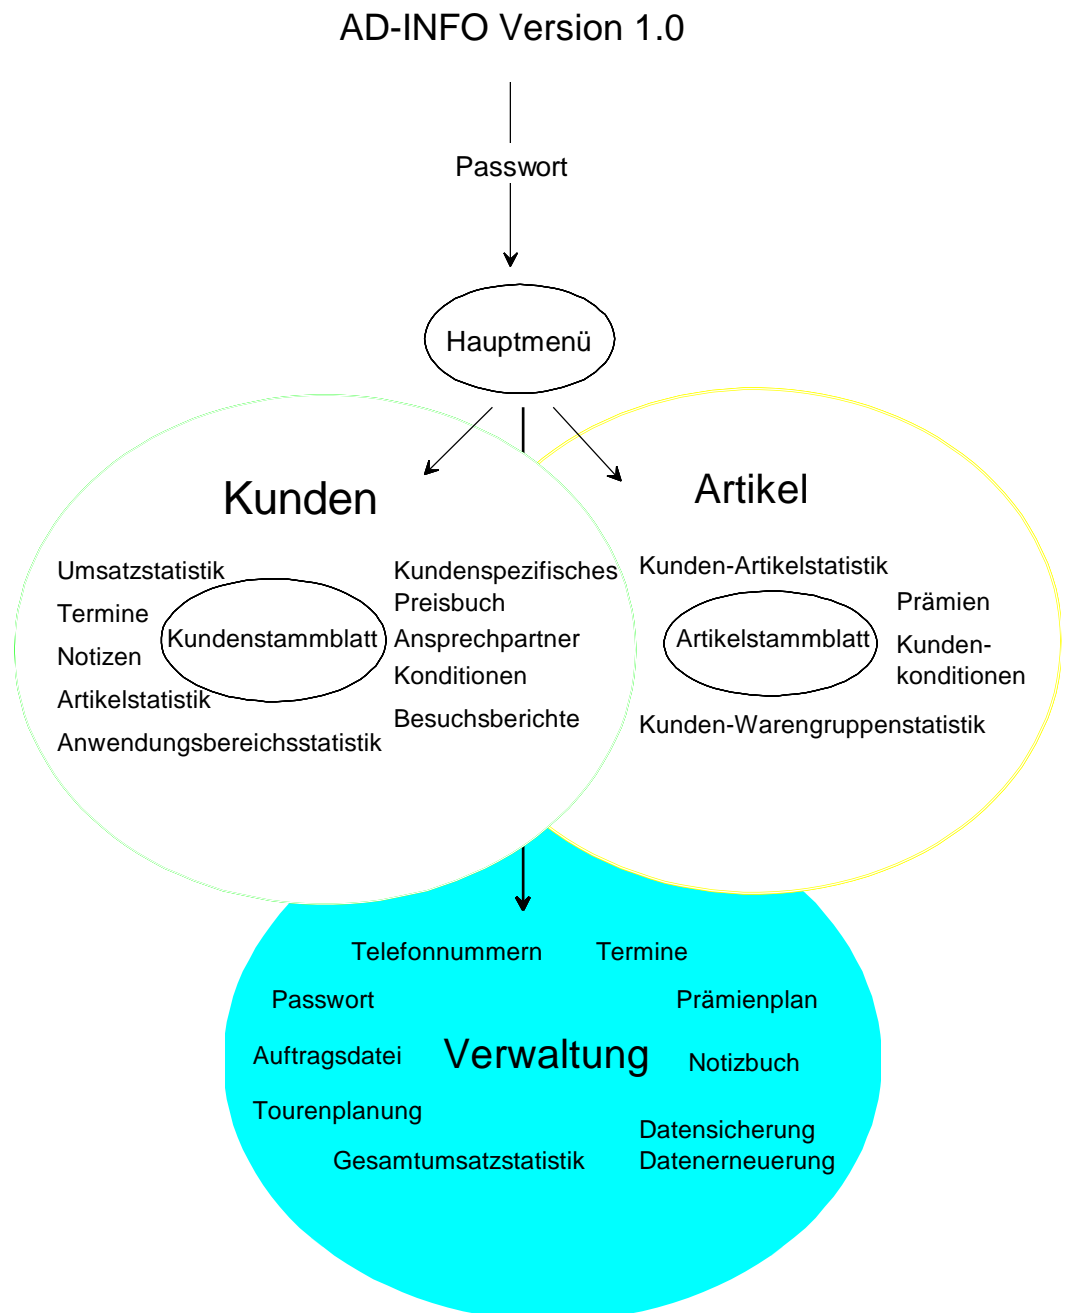 AD-INFO Version 1.0
Passwort
Hauptmenü
Kunden
Umsatzstatistik
Termine
Notizen
Artikelstatistik
Anwendungsbereichsstatistik
Kundenstammblatt
Kundenspezifisches
Preisbuch
Ansprechpartner
Konditionen
Besuchsberichte
Artikel
Kunden-Artikelstatistik
Artikelstammblatt
Prämien
Kunden-
konditionen
Kunden-Warengruppenstatistik
Telefonnummern
Termine
Passwort
Prämienplan
Auftragsdatei
Verwaltung
Notizbuch
Tourenplanung
Gesamtumsatzstatistik
Datensicherung
Datenerneuerung